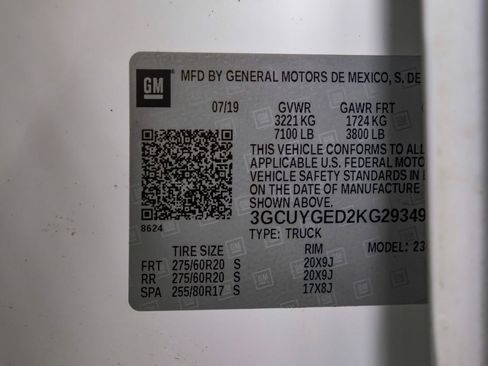 GM
MFD BY GENERAL MOTORS DE MEXICO, S. DE
07/19 GVWR GAWR FRT
3221 KG 1724 KG
7100 LB 3800 LB
THIS VEHICLE CONFORMS TO ALL
APPLICABLE U.S. FEDERAL MOTO
VEHICLE SAFETY STANDARDS IN E
ON THE DATE OF MANUFACTURE
SHOWN ABOVE.
3GCUYGED2KG29349
8624
TYPE: TRUCK MODEL: 23
TIRE SIZE RIM
FRT 275/60R20 S 20X9J
RR 275/60R20 S 20X9J
SPA 255/80R17 S 17X8J